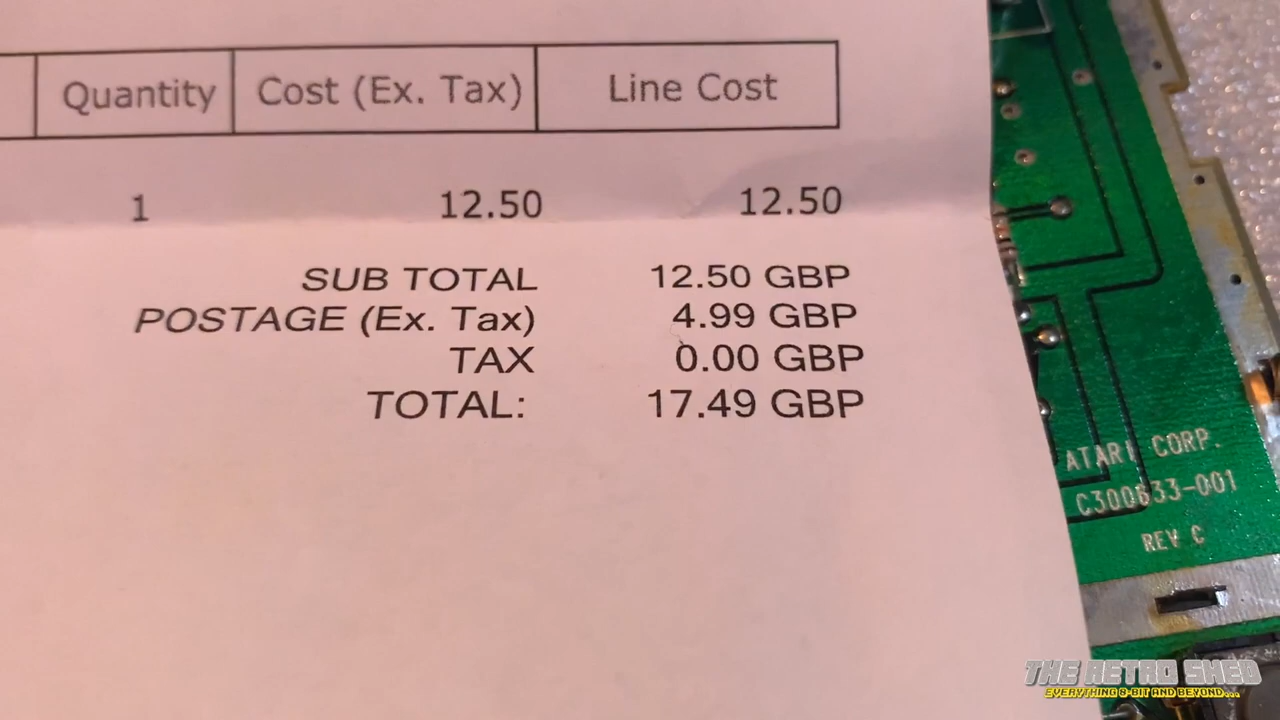 Quantity Cost (Ex. Tax) Line Cost
1 12.50 12.50
SUB TOTAL 12.50 GBP
POSTAGE (Ex. Tax) 4.99 GBP
TAX 0.00 GBP
TOTAL: 17.49 GBP
ATARI CORP.
C300633-001
REV C
THE RETRO SHED
EVERYTHING 8-BIT AND BEYOND...